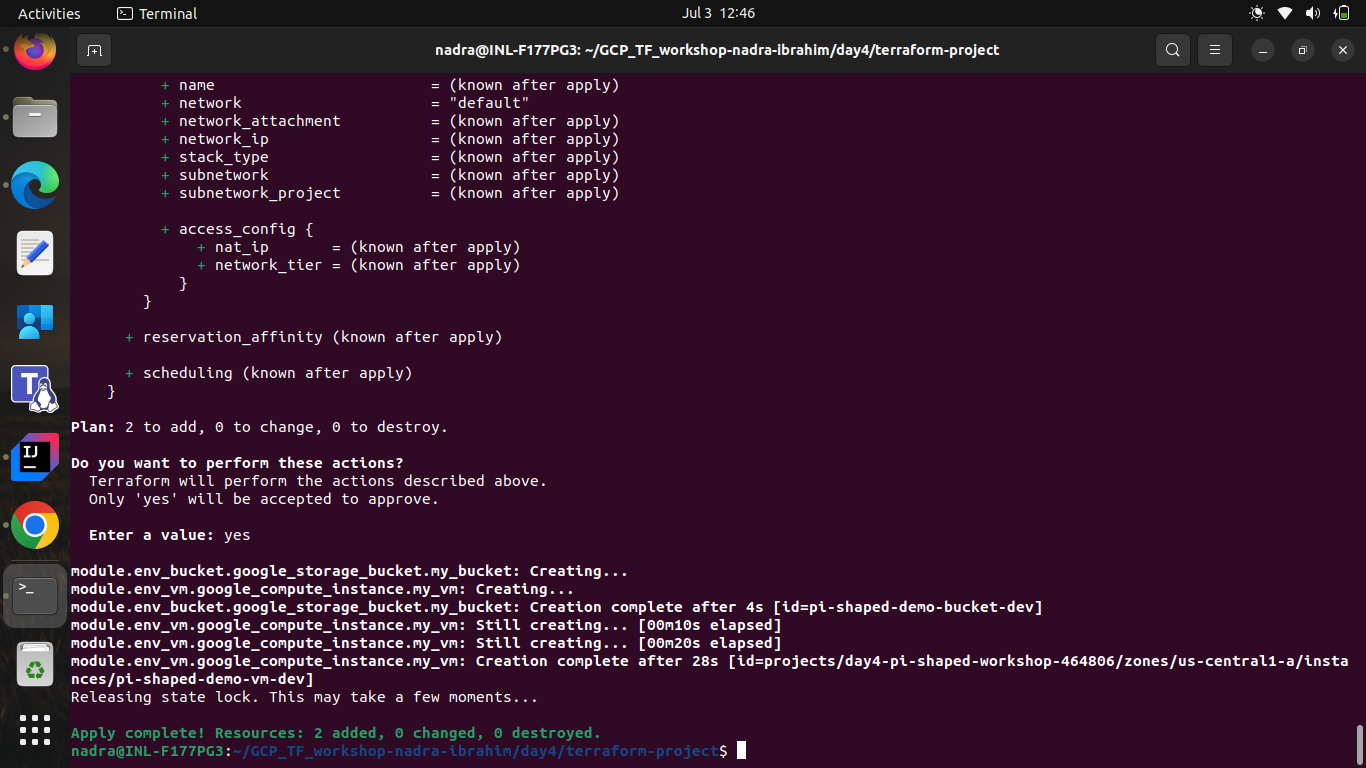 Activities
Terminal
Jul 3 12:46
nadra@INL-F177PG3: ~/GCP_TF_workshop-nadra-ibrahim/day4/terraform-project
+ name = (known after apply)
+ network = "default"
+ network_attachment = (known after apply)
+ network_ip = (known after apply)
+ stack_type = (known after apply)
+ subnetwork = (known after apply)
+ subnetwork_project = (known after apply)
+ access_config {
+ nat_ip = (known after apply)
+ network_tier = (known after apply)
}
}
+ reservation_affinity (known after apply)
+ scheduling (known after apply)
}
Plan: 2 to add, 0 to change, 0 to destroy.
Do you want to perform these actions?
Terraform will perform the actions described above.
Only 'yes' will be accepted to approve.
Enter a value: yes
module.env_bucket.google_storage_bucket.my_bucket: Creating...
module.env_vm.google_compute_instance.my_vm: Creating...
module.env_bucket.google_storage_bucket.my_bucket: Creation complete after 4s [id=pi-shaped-demo-bucket-dev]
module.env_vm.google_compute_instance.my_vm: Still creating... [00m10s elapsed]
module.env_vm.google_compute_instance.my_vm: Still creating... [00m20s elapsed]
module.env_vm.google_compute_instance.my_vm: Creation complete after 28s [id=projects/day4-pi-shaped-workshop-464806/zones/us-central1-a/insta
nces/pi-shaped-demo-vm-dev]
Releasing state lock. This may take a few moments...
Apply complete! Resources: 2 added, 0 changed, 0 destroyed.
nadra@INL-F177PG3:~/GCP_TF_workshop-nadra-ibrahim/day4/terraform-project$
T
IJ
>_